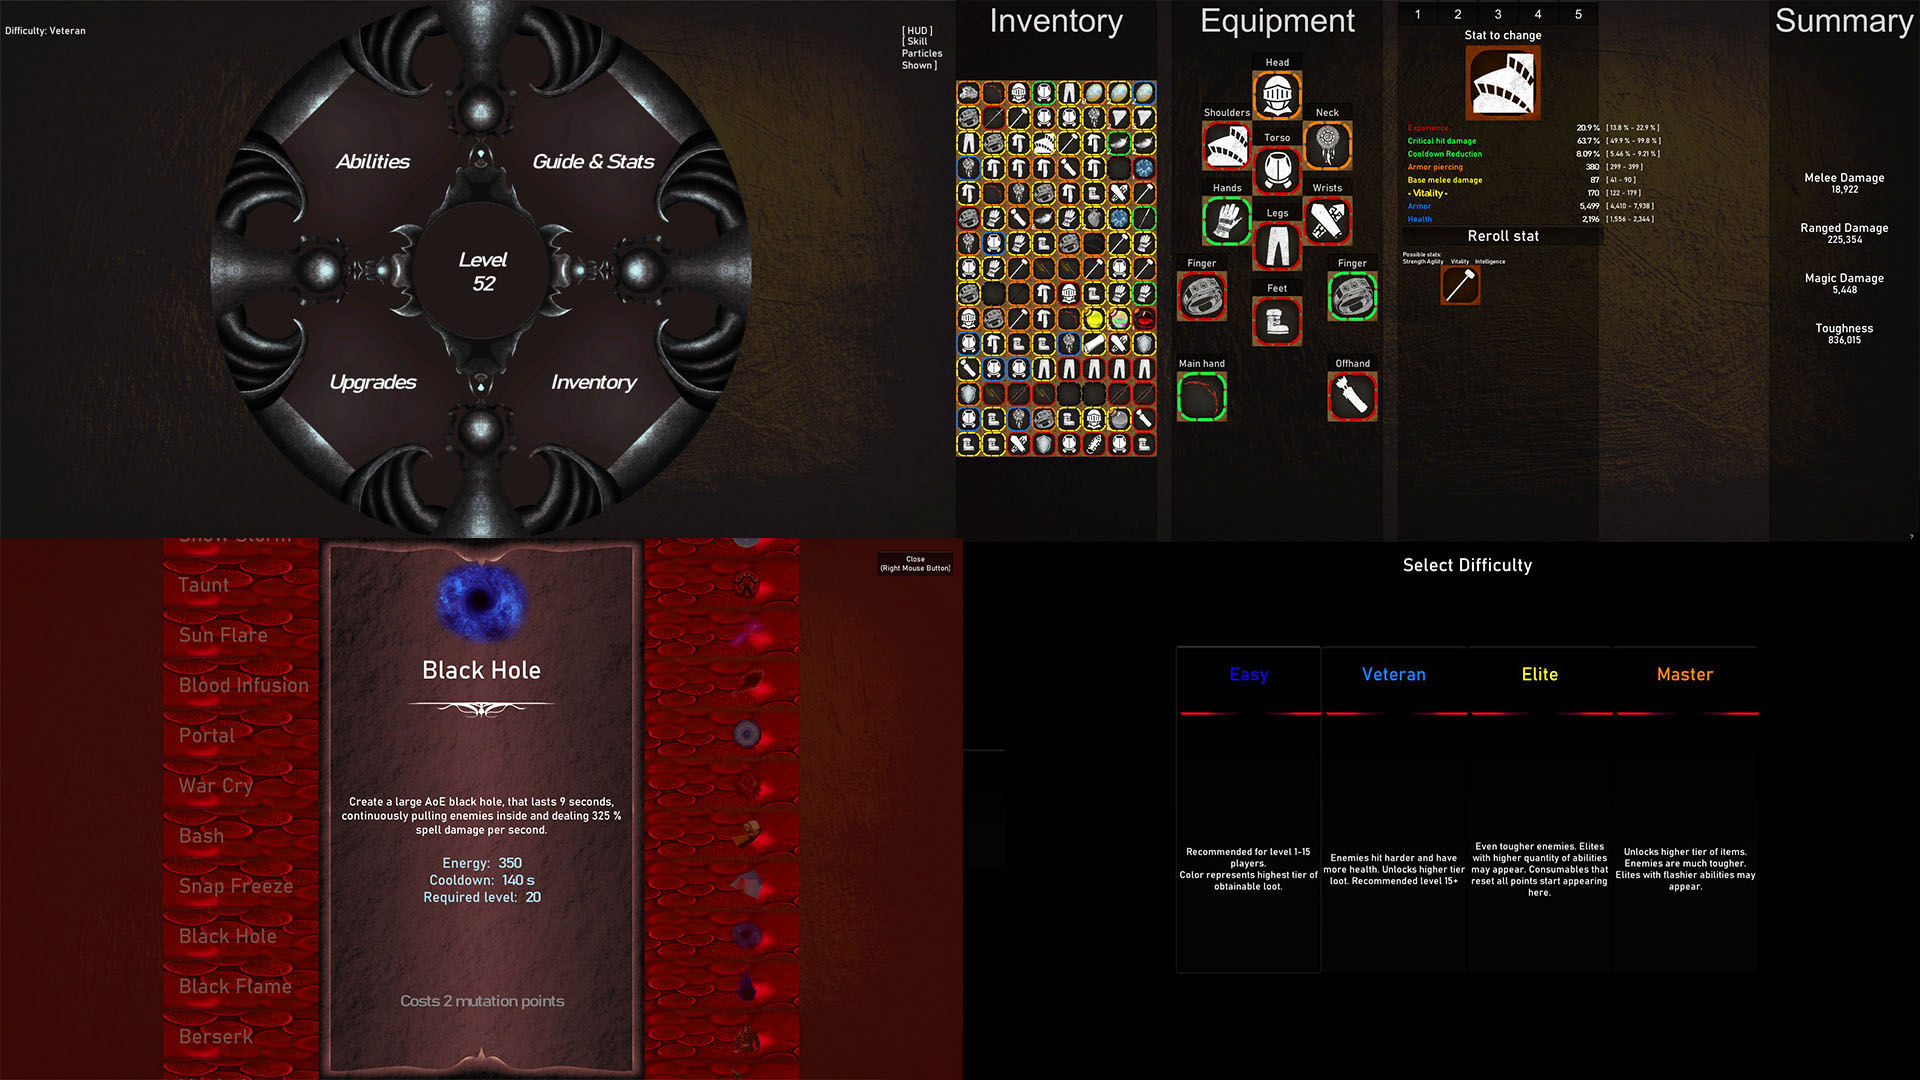 Difficulty: Veteran
[ HUD ]
[ Skill
Particles
Shown ]
Abilities
Guide & Stats
Level
52
Upgrades
Inventory
Inventory
Equipment
Head
Shoulders
Neck
Torso
Hands
Wrists
Legs
Finger
Finger
Feet
Main hand
Offhand
1 2 3 4 5
Stat to change
Experience 20.9% [ 13.8 % - 22.9 % ]
Critical hit damage 63.7% [ 49.9 % - 99.8 % ]
Cooldown Reduction 8.09% [ 5.46 % - 9.21 % ]
Armor piercing 380 [ 299 - 399 ]
Base melee damage 87 [ 41 - 90 ]
• Vitality • 170 [ 122 - 179 ]
Armor 5,499 [ 4,410 - 7,938 ]
Health 2,196 [ 1,556 - 2,344 ]
Reroll stat
Possible stats:
Strength Agility Vitality Intelligence
Summary
Melee Damage
18,922
Ranged Damage
225,354
Magic Damage
5,448
Toughness
836,015
?
Snow Storm
Taunt
Sun Flare
Blood Infusion
Portal
War Cry
Bash
Snap Freeze
Black Hole
Black Flame
Berserk
Black Hole
Create a large AoE black hole, that lasts 9 seconds,
continuously pulling enemies inside and dealing 325 %
spell damage per second.
Energy: 350
Cooldown: 140 s
Required level: 20
Costs 2 mutation points
Close
(Right Mouse Button)
Select Difficulty
Easy
Recommended for level 1-15
players.
Color represents highest tier of
obtainable loot.
Veteran
Enemies hit harder and have
more health. Unlocks higher tier
loot. Recommended level 15+
Elite
Even tougher enemies. Elites
with higher quantity of abilities
may appear. Consumables that
reset all points start appearing
here.
Master
Unlocks higher tier of items.
Enemies are much tougher.
Elites with flashier abilities may
appear.